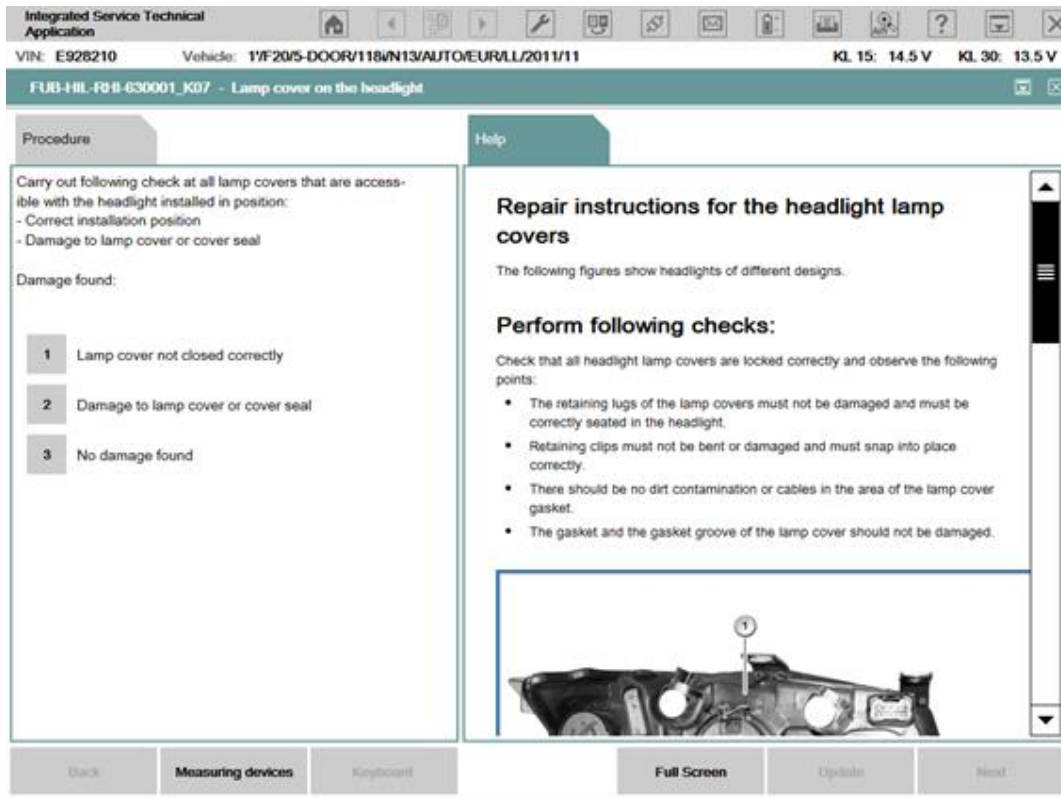 Integrated Service Technical
Application
VIN: E928210 Vehicle: 1'/F20/5-DOOR/118i/N13/AUTO/EUR/LL/2011/11 KL 15: 14.5 V KL 30: 13.5 V
FUB-HIL-RHI-630001_K07 - Lamp cover on the headlight
Procedure
Carry out following check at all lamp covers that are access-
ible with the headlight installed in position:
- Correct installation position
- Damage to lamp cover or cover seal
Damage found:
1 Lamp cover not closed correctly
2 Damage to lamp cover or cover seal
3 No damage found
Help
Repair instructions for the headlight lamp
covers
The following figures show headlights of different designs.
Perform following checks:
Check that all headlight lamp covers are locked correctly and observe the following
points:
• The retaining lugs of the lamp covers must not be damaged and must be
correctly seated in the headlight.
• Retaining clips must not be bent or damaged and must snap into place
correctly.
• There should be no dirt contamination or cables in the area of the lamp cover
gasket.
• The gasket and the gasket groove of the lamp cover should not be damaged.
1
Back Measuring devices Keyboard Full Screen Update Next